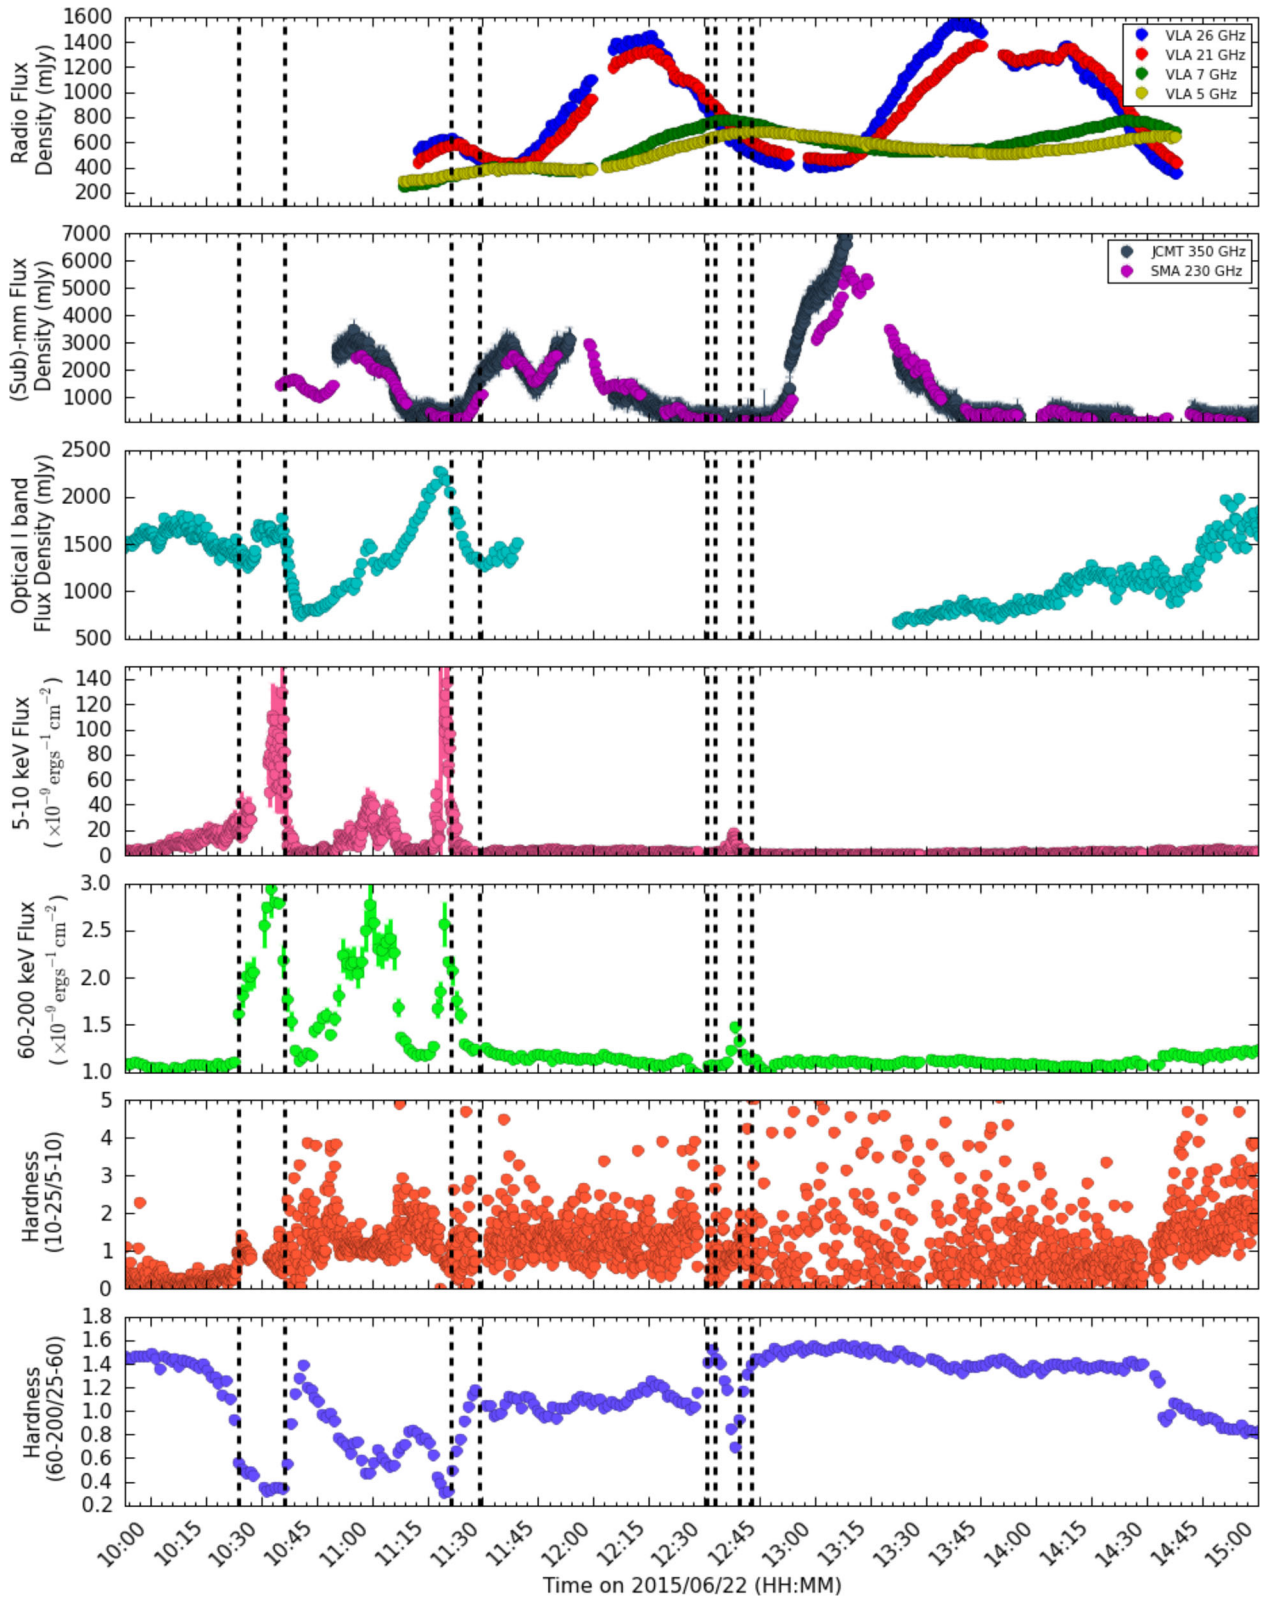 Radio Flux
Density (mJy)
1600
1400
1200
1000
800
600
400
200
VLA 26 GHz
VLA 21 GHz
VLA 7 GHz
VLA 5 GHz
(Sub)-mm Flux
Density (mJy)
7000
6000
5000
4000
3000
2000
1000
JCMT 350 GHz
SMA 230 GHz
Optical I band
Flux Density (mJy)
2500
2000
1500
1000
500
5-10 keV Flux
(×10⁻⁹ ergs⁻¹ cm⁻²)
140
120
100
80
60
40
20
0
60-200 keV Flux
(×10⁻⁹ ergs⁻¹ cm⁻²)
3.0
2.5
2.0
1.5
1.0
Hardness
(10-25/5-10)
5
4
3
2
1
0
Hardness
(60-200/25-60)
1.8
1.6
1.4
1.2
1.0
0.8
0.6
0.4
0.2
10:00 10:15 10:30 10:45 11:00 11:15 11:30 11:45 12:00 12:15 12:30 12:45 13:00 13:15 13:30 13:45 14:00 14:15 14:30 14:45 15:00
Time on 2015/06/22 (HH:MM)